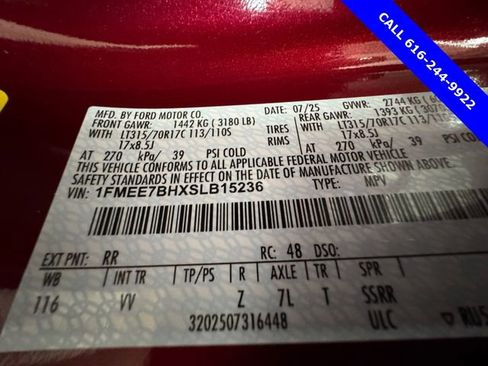 CALL 616-244-9922
MFD. BY FORD MOTOR CO.
DATE: 07/25 GVWR: 2744 KG
FRONT GAWR: 1442 KG ( 3180 LB) REAR GAWR: 1393 KG
WITH LT315/70R17C 113/110S TIRES WITH LT315/70R17C 113/110S
17x8.5J RIMS 17x8.5J
AT 270 kPa/ 39 PSI COLD AT 270 kPa/ 39
THIS VEHICLE CONFORMS TO ALL APPLICABLE FEDERAL MOTOR VEHICLE
SAFETY STANDARDS IN EFFECT ON THE DATE OF MANUFACTURE SHOWN ABOVE.
VIN: 1FMEE7BHXSLB15236 TYPE: MPV
EXT PNT: RR RC: 48 DSO:
WB INT TR TP/PS R AXLE TR SPR
116 VV Z 7L T SSRR
3202507316448 ULC